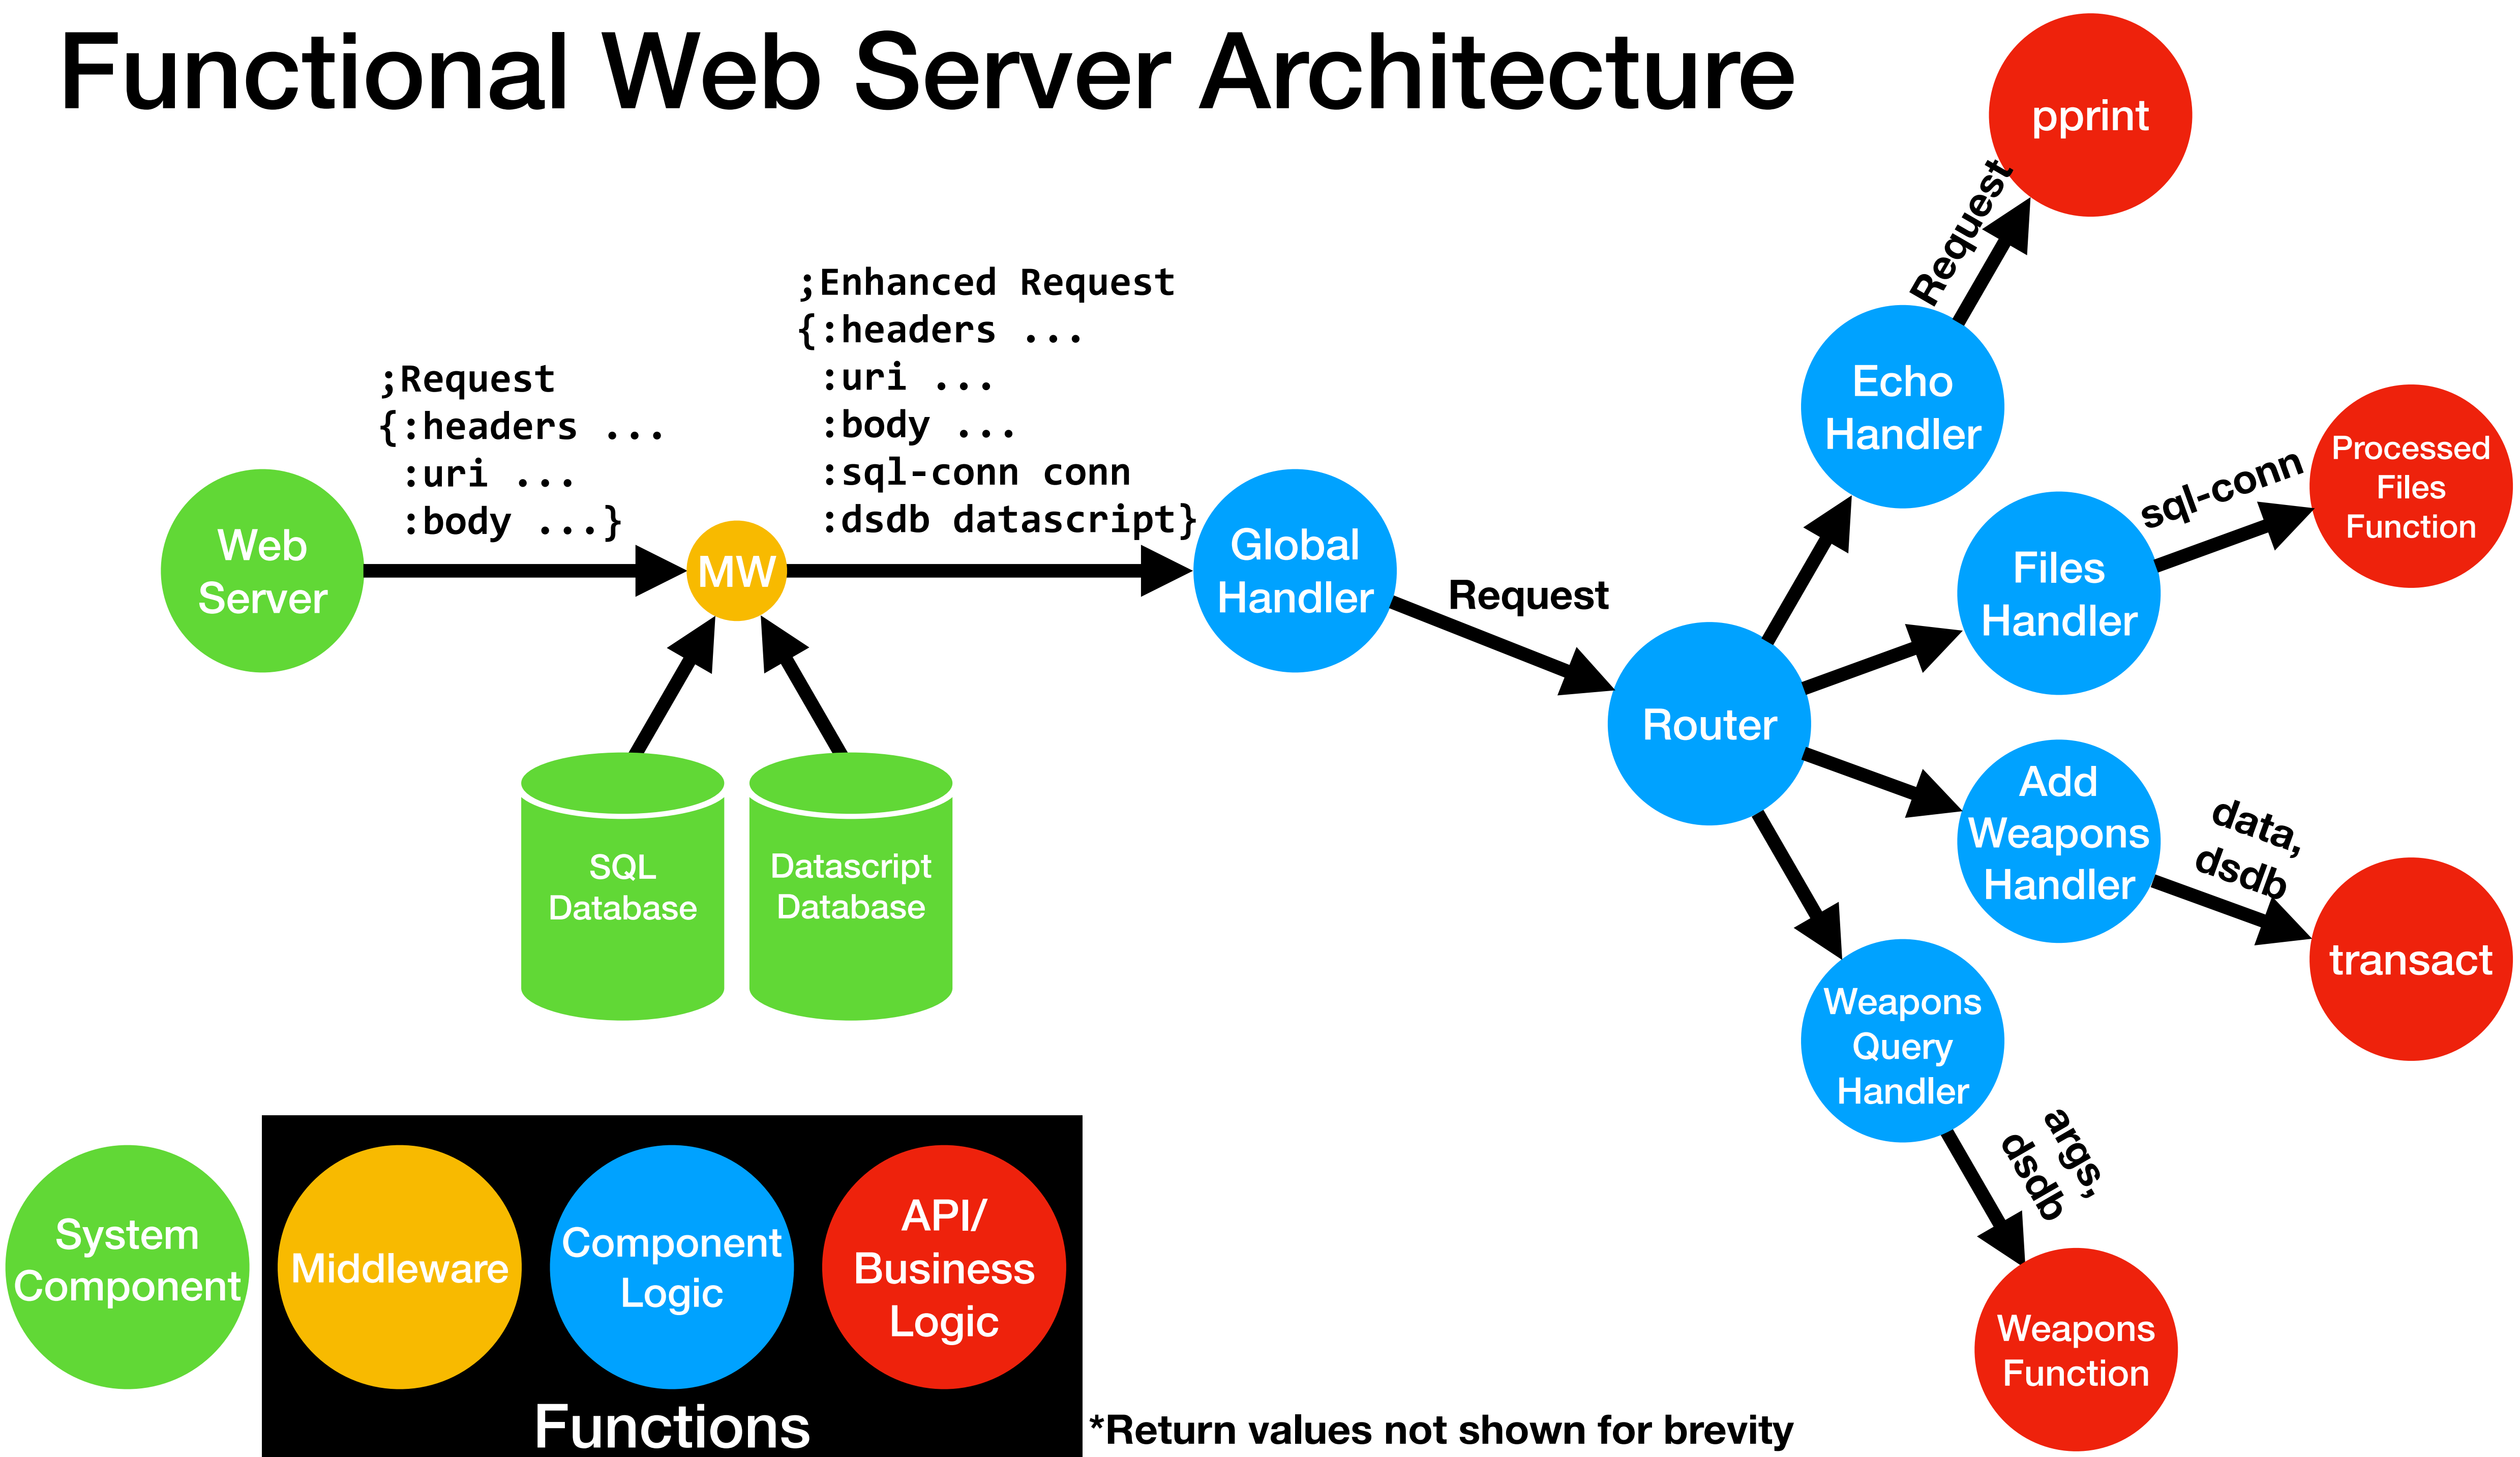 Functional Web Server Architecture
;Request
{:headers ...
:uri ...
:body ...}
;Enhanced Request
{:headers ...
:uri ...
:body ...
:sql-conn conn
:dsdb datascript}
Web
Server
MW
Global
Handler
SQL
Database
Datascript
Database
Request
Router
Echo
Handler
Request
pprint
Files
Handler
sql-conn
Processed
Files
Function
Add
Weapons
Handler
data,
dsdb
transact
Weapons
Query
Handler
args,
dsdb
Weapons
Function
System
Component
Middleware
Component
Logic
API/
Business
Logic
Functions
*Return values not shown for brevity